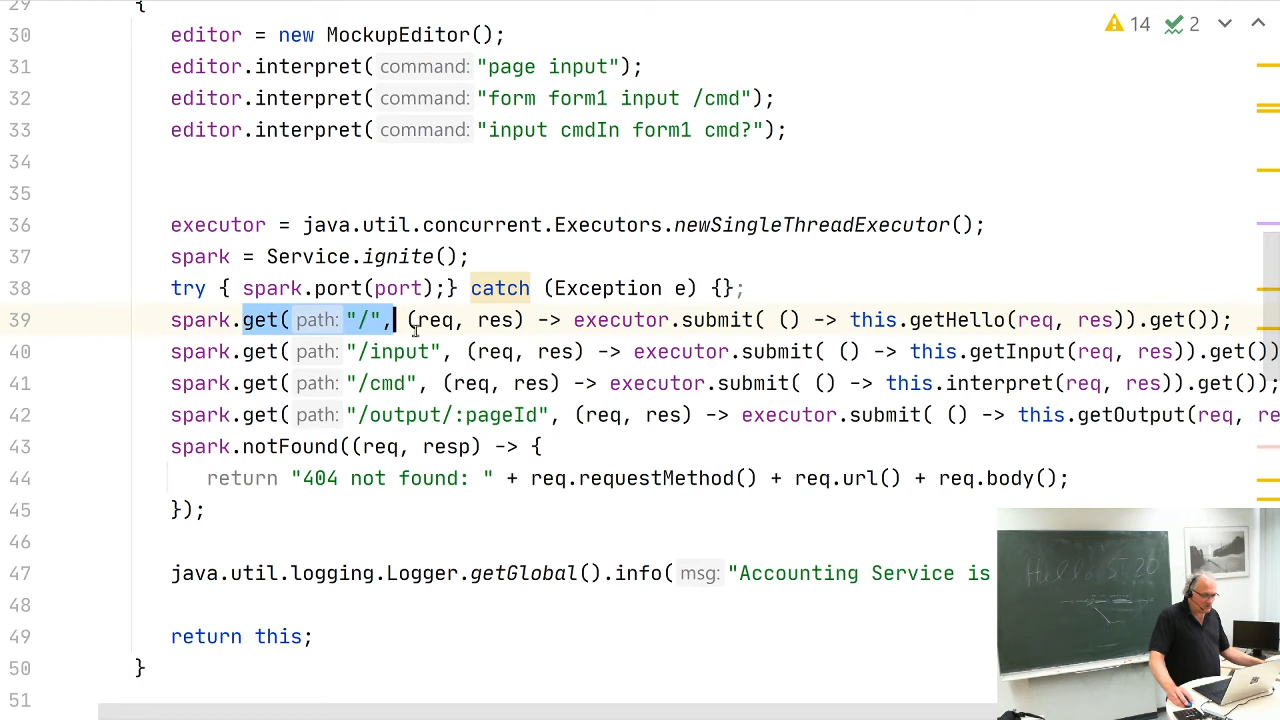 29 {
14 2
30 editor = new MockupEditor();
31 editor.interpret( command: "page input");
32 editor.interpret( command: "form form1 input /cmd");
33 editor.interpret( command: "input cmdIn form1 cmd?");
34
35
36 executor = java.util.concurrent.Executors.newSingleThreadExecutor();
37 spark = Service.ignite();
38 try { spark.port(port);} catch (Exception e) {};
39 spark.get( path: "/", (req, res) -> executor.submit( () -> this.getHello(req, res)).get());
40 spark.get( path: "/input", (req, res) -> executor.submit( () -> this.getInput(req, res)).get())
41 spark.get( path: "/cmd", (req, res) -> executor.submit( () -> this.interpret(req, res)).get());
42 spark.get( path: "/output/:pageId", (req, res) -> executor.submit( () -> this.getOutput(req, re
43 spark.notFound((req, resp) -> {
44 return "404 not found: " + req.requestMethod() + req.url() + req.body();
45 });
46
47 java.util.logging.Logger.getGlobal().info( msg: "Accounting Service is
48
49 return this;
50 }
51